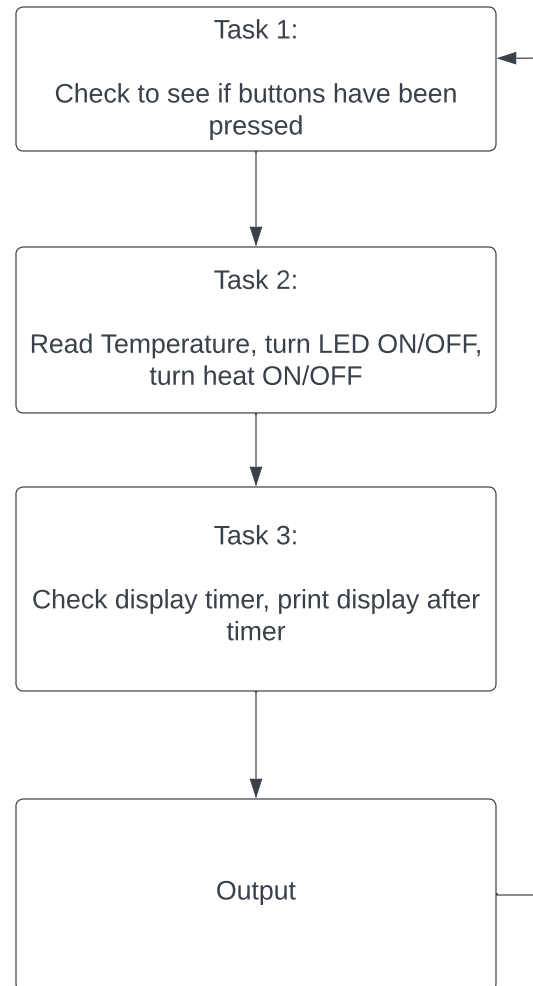 Task 1:
Check to see if buttons have been
pressed
Task 2:
Read Temperature, turn LED ON/OFF,
turn heat ON/OFF
Task 3:
Check display timer, print display after
timer
Output